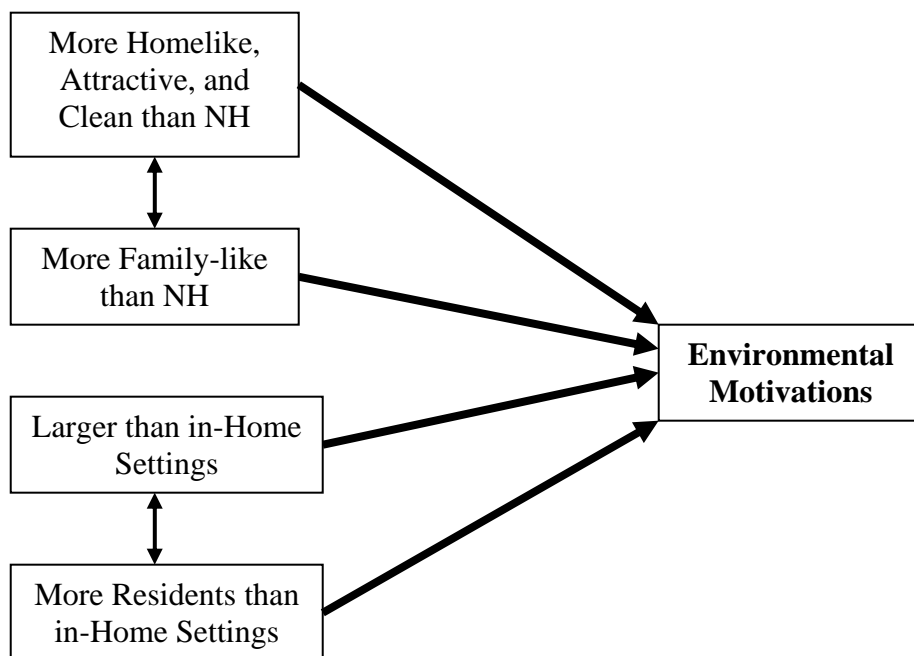 More Homelike,
Attractive, and
Clean than NH
More Family-like
than NH
Larger than in-Home
Settings
More Residents than
in-Home Settings
Environmental
Motivations